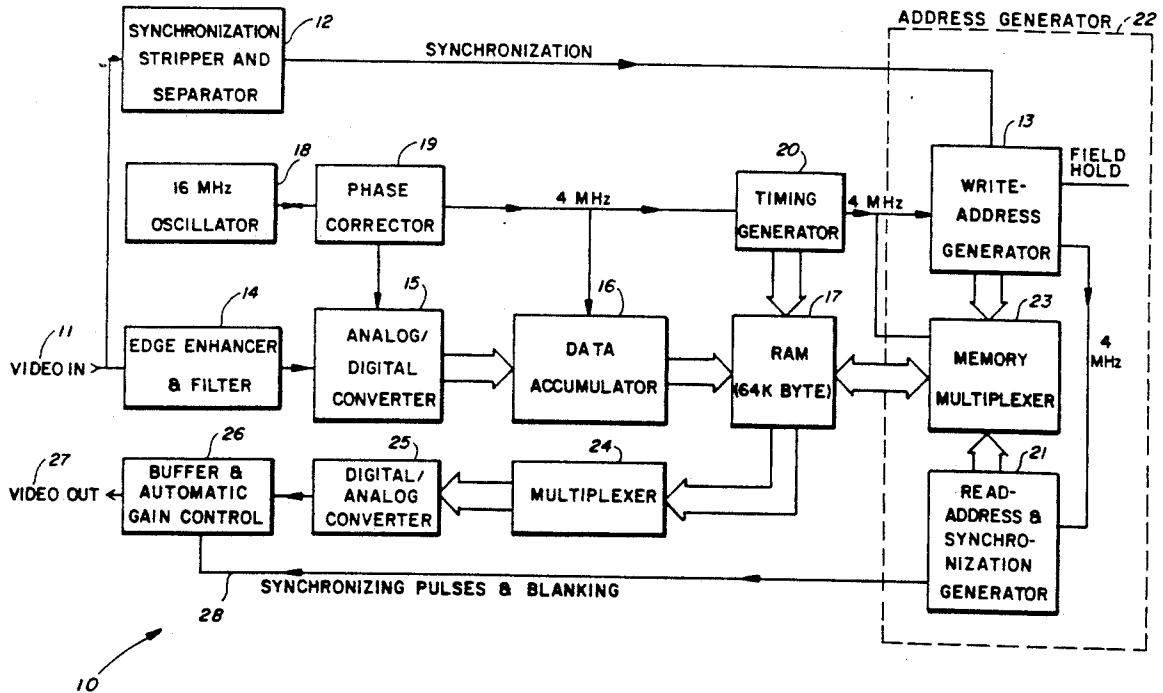 ADDRESS GENERATOR 22
12
SYNCHRONIZATION
STRIPPER AND
SEPARATOR
SYNCHRONIZATION
13
WRITE-
ADDRESS
GENERATOR
FIELD
HOLD
18
16 MHz
OSCILLATOR
19
PHASE
CORRECTOR
4 MHz
20
TIMING
GENERATOR
4 MHz
11
VIDEO IN
14
EDGE ENHANCER
& FILTER
15
ANALOG/
DIGITAL
CONVERTER
16
DATA
ACCUMULATOR
17
RAM
(64K BYTE)
23
MEMORY
MULTIPLEXER
4
MHz
27
VIDEO OUT
26
BUFFER &
AUTOMATIC
GAIN CONTROL
25
DIGITAL/
ANALOG
CONVERTER
24
MULTIPLEXER
21
READ-
ADDRESS &
SYNCHRO-
NIZATION
GENERATOR
28
SYNCHRONIZING PULSES & BLANKING
10